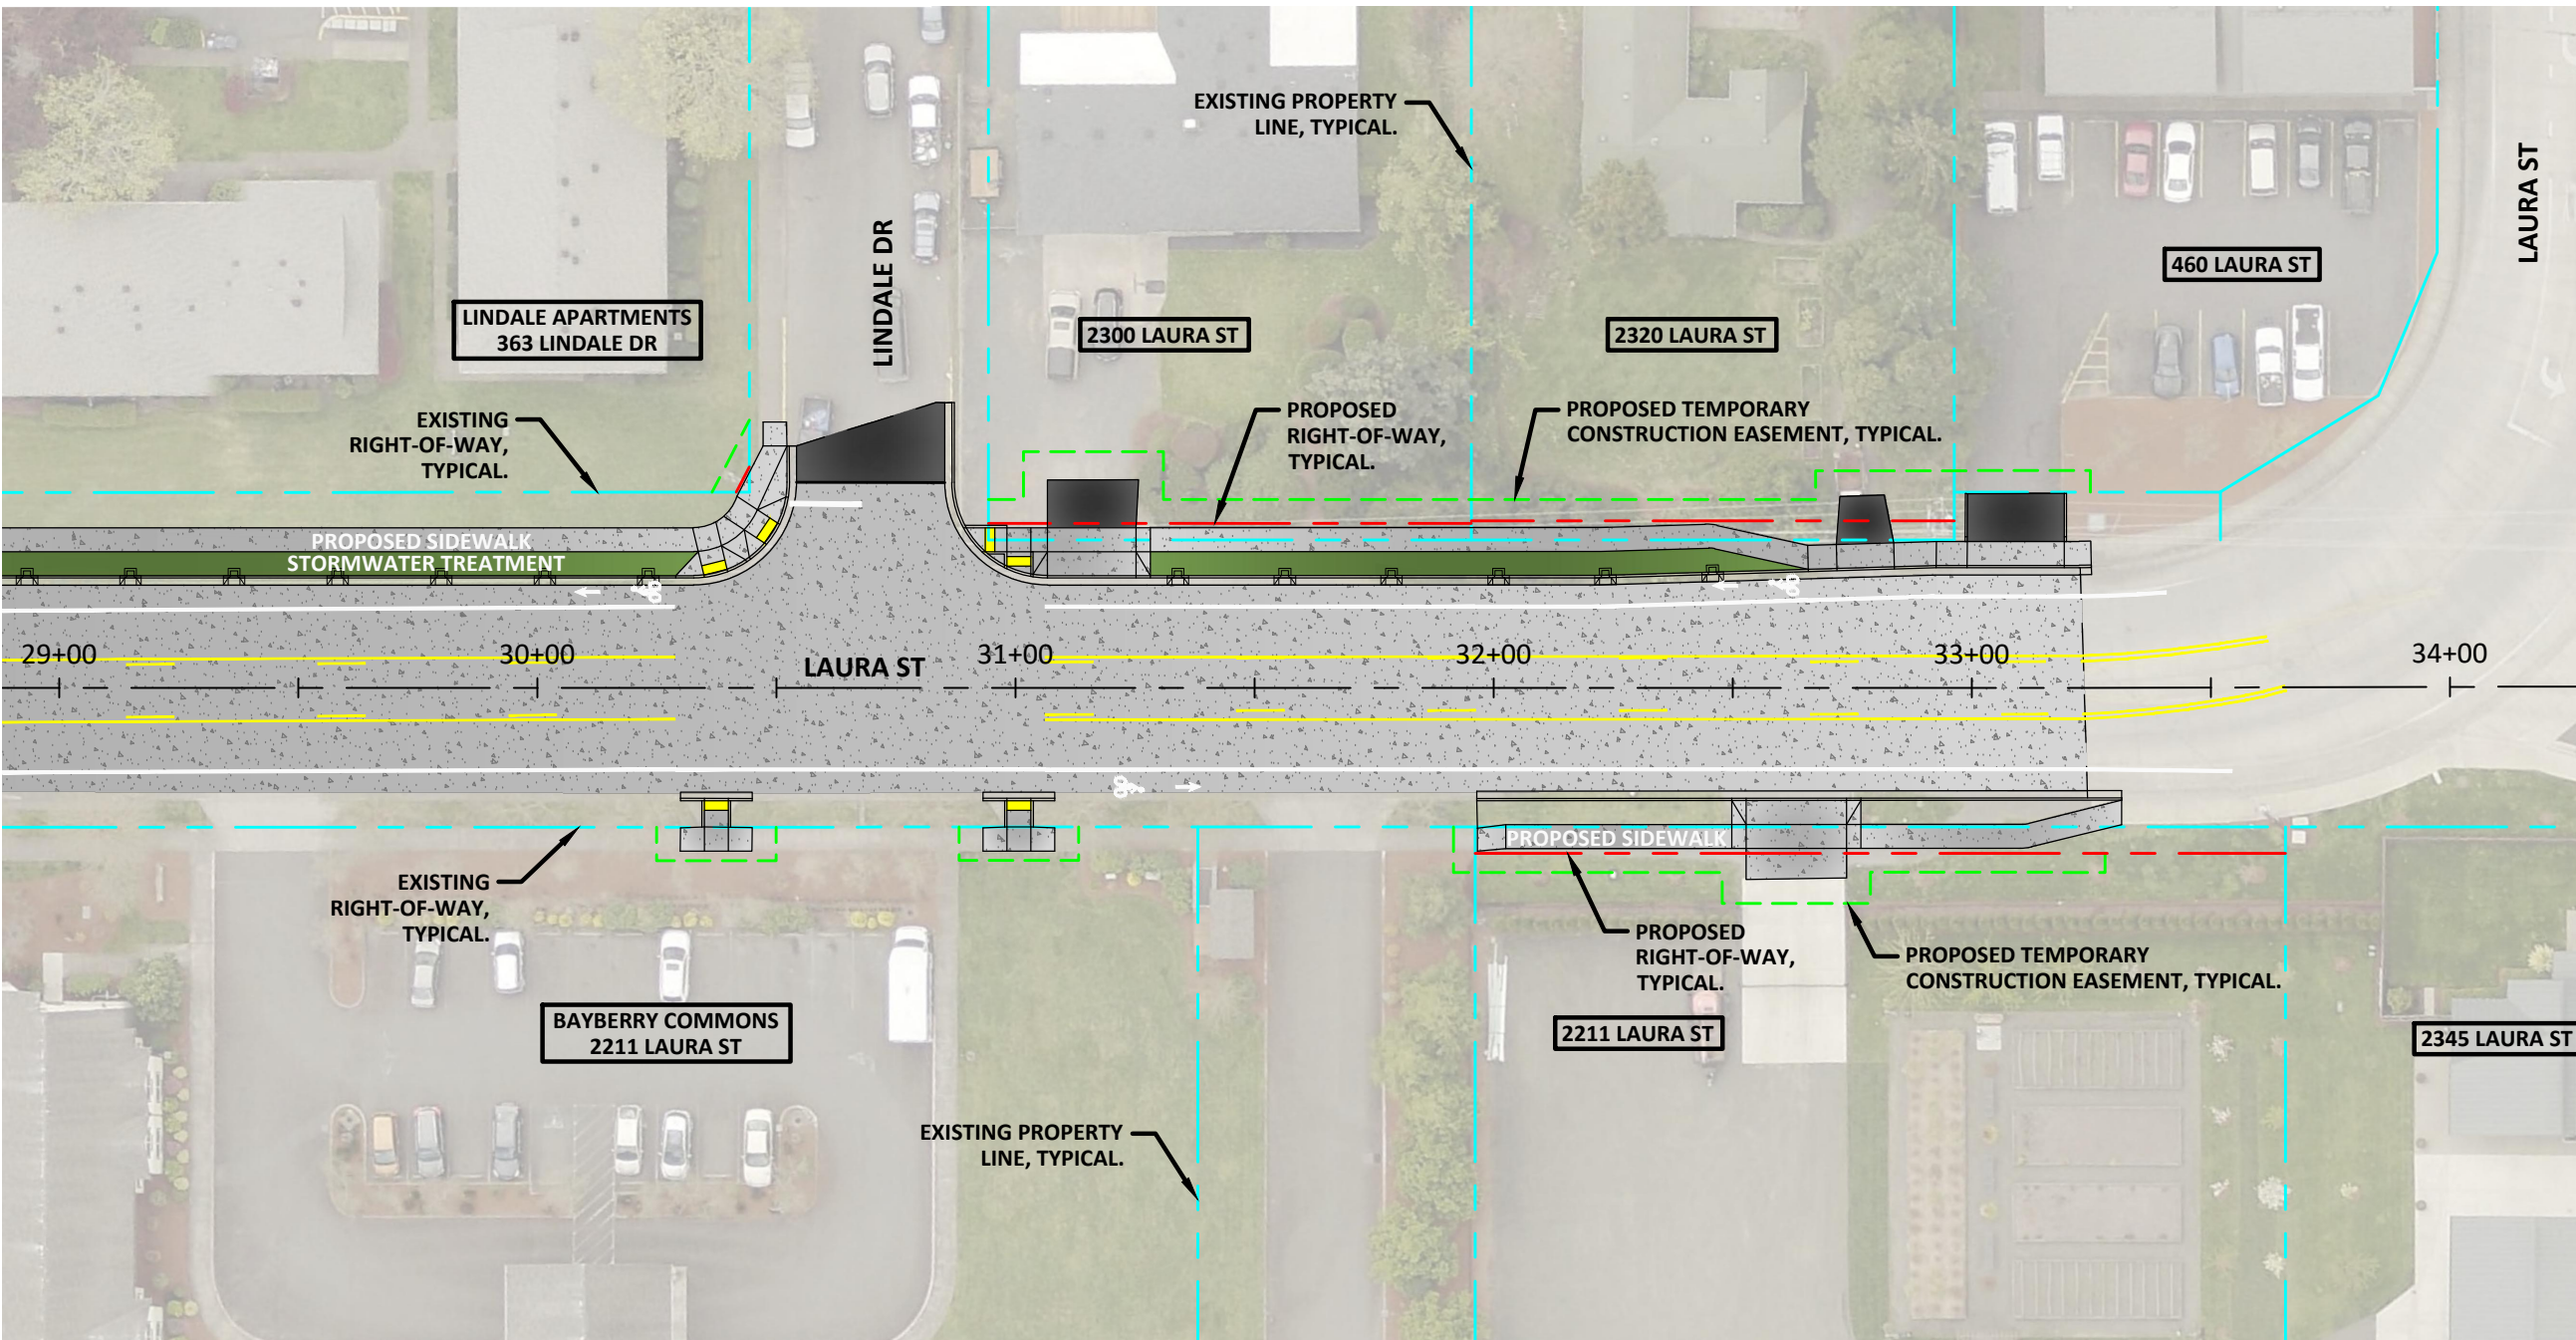 EXISTING PROPERTY
LINE, TYPICAL.
LAURA ST
LINDALE DR
460 LAURA ST
LINDALE APARTMENTS
363 LINDALE DR
2300 LAURA ST
2320 LAURA ST
EXISTING
RIGHT-OF-WAY,
TYPICAL.
PROPOSED
RIGHT-OF-WAY,
TYPICAL.
PROPOSED TEMPORARY
CONSTRUCTION EASEMENT, TYPICAL.
PROPOSED SIDEWALK
STORMWATER TREATMENT
29+00
30+00
LAURA ST
31+00
32+00
33+00
34+00
PROPOSED SIDEWALK
EXISTING
RIGHT-OF-WAY,
TYPICAL.
PROPOSED
RIGHT-OF-WAY,
TYPICAL.
PROPOSED TEMPORARY
CONSTRUCTION EASEMENT, TYPICAL.
BAYBERRY COMMONS
2211 LAURA ST
2211 LAURA ST
2345 LAURA ST
EXISTING PROPERTY
LINE, TYPICAL.